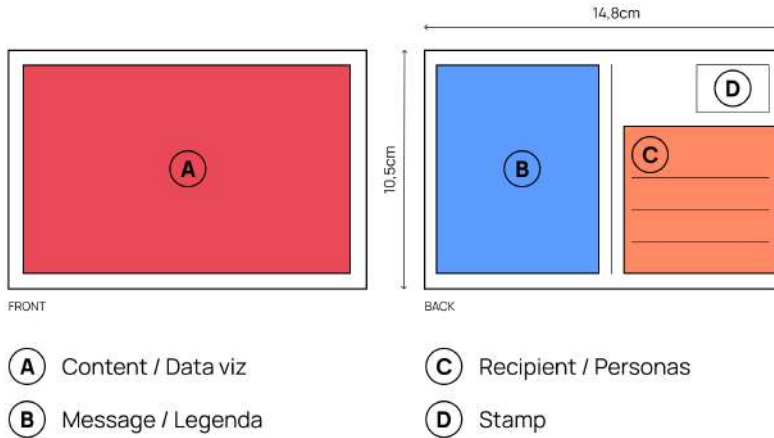 14,8cm
A
10,5cm
B
C
D
FRONT
BACK
A Content / Data viz
B Message / Legenda
C Recipient / Personas
D Stamp